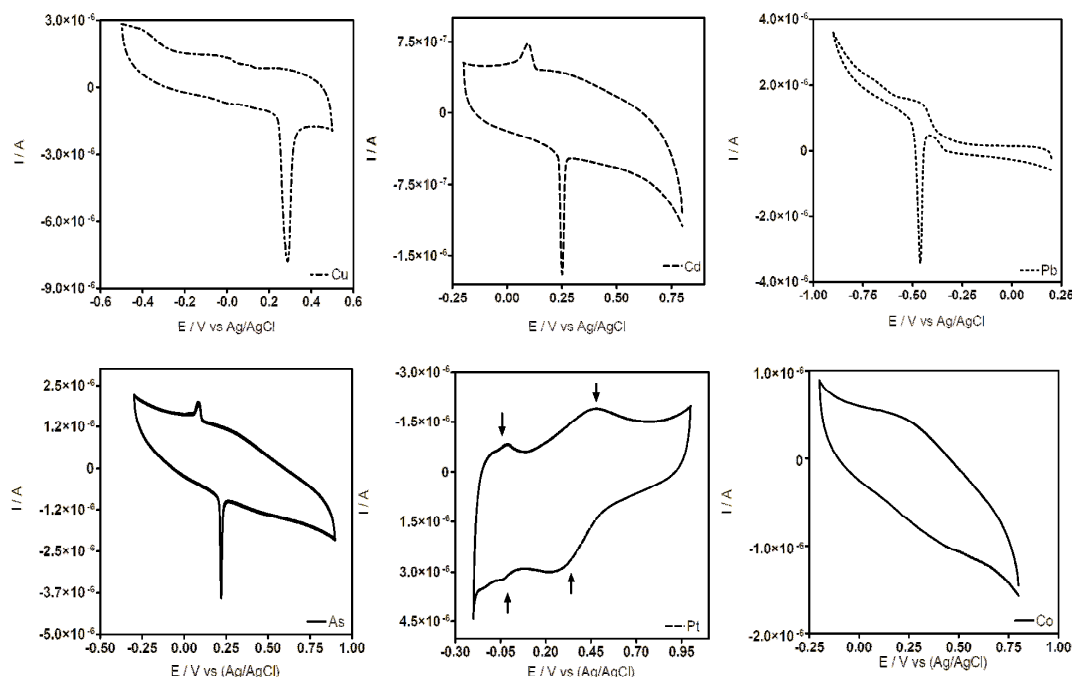 3.0×10⁻⁶
0
-3.0×10⁻⁶
-6.0×10⁻⁶
-9.0×10⁻⁶
I / A
-0.6 -0.4 -0.2 -0.0 0.2 0.4 0.6
E / V vs Ag/AgCl
Cu
7.5×10⁻⁷
0
-7.5×10⁻⁷
-1.5×10⁻⁶
I / A
-0.25 0.00 0.25 0.50 0.75
E / V vs Ag/AgCl
Cd
4.0×10⁻⁶
2.0×10⁻⁶
0
-2.0×10⁻⁶
-4.0×10⁻⁶
I / A
-1.00 -0.75 -0.50 -0.25 0.00 0.25
E / V vs Ag/AgCl
Pb
2.5×10⁻⁶
1.2×10⁻⁶
0
-1.2×10⁻⁶
-2.5×10⁻⁶
-3.7×10⁻⁶
-5.0×10⁻⁶
I / A
-0.50 -0.25 0.00 0.25 0.50 0.75 1.00
E / V vs (Ag/AgCl)
As
-3.0×10⁻⁶
-1.5×10⁻⁶
0
1.5×10⁻⁶
3.0×10⁻⁶
4.5×10⁻⁶
I / A
-0.30 -0.05 0.20 0.45 0.70 0.95
E / V vs (Ag/AgCl)
Pt
1.0×10⁻⁶
0
-1.0×10⁻⁶
-2.0×10⁻⁶
I / A
0.00 0.25 0.50 0.75 1.00
E / V vs (Ag/AgCl)
Co